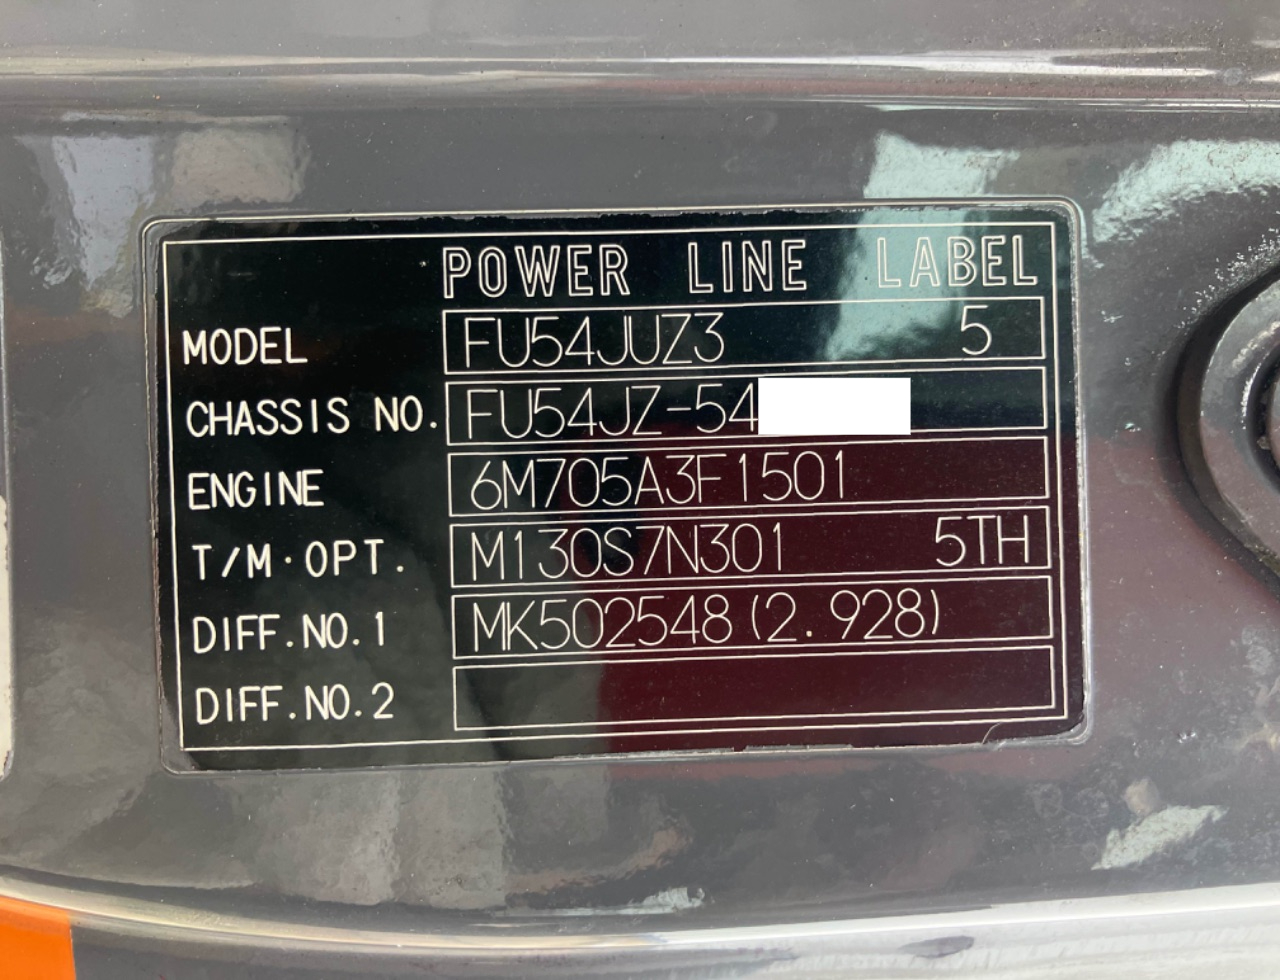 POWER LINE LABEL
MODEL FU54JUZ3 5
CHASSIS NO. FU54JZ-54
ENGINE 6M705A3F1501
T/M·OPT. M130S7N301 5TH
DIFF.NO.1 MK502548(2.928)
DIFF.NO.2